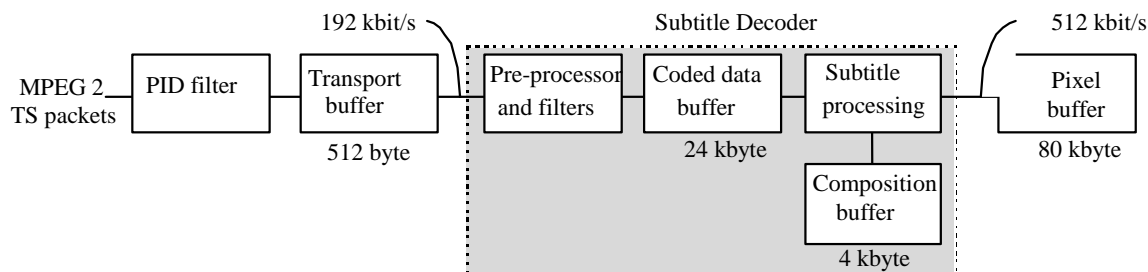 192 kbit/s
Subtitle Decoder
512 kbit/s
MPEG 2
TS packets
PID filter
Transport
buffer
512 byte
Pre-processor
and filters
Coded data
buffer
24 kbyte
Subtitle
processing
Composition
buffer
4 kbyte
Pixel
buffer
80 kbyte